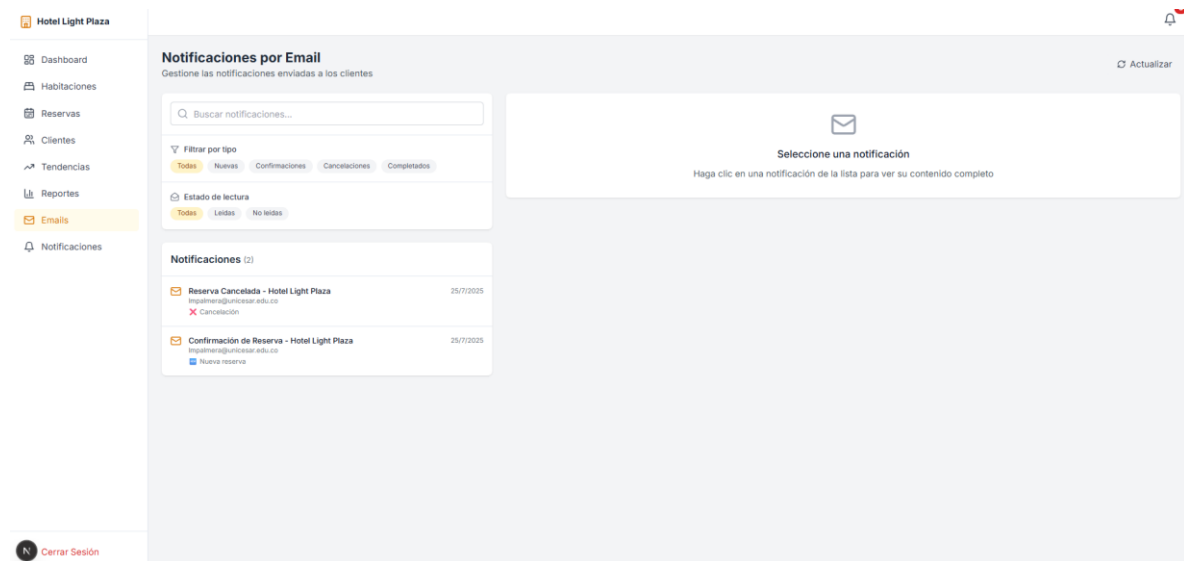 Hotel Light Plaza
Dashboard
Habitaciones
Reservas
Clientes
Tendencias
Reportes
Emails
Notificaciones
N Cerrar Sesión
Notificaciones por Email
Gestione las notificaciones enviadas a los clientes
Actualizar
Buscar notificaciones...
Filtrar por tipo
Todas Nuevas Confirmaciones Cancelaciones Completados
Estado de lectura
Todas Leídas No leídas
Notificaciones (2)
Reserva Cancelada - Hotel Light Plaza 25/7/2025
lmpalmera@unicesar.edu.co
Cancelación
Confirmación de Reserva - Hotel Light Plaza 25/7/2025
lmpalmera@unicesar.edu.co
Nueva reserva
Seleccione una notificación
Haga clic en una notificación de la lista para ver su contenido completo